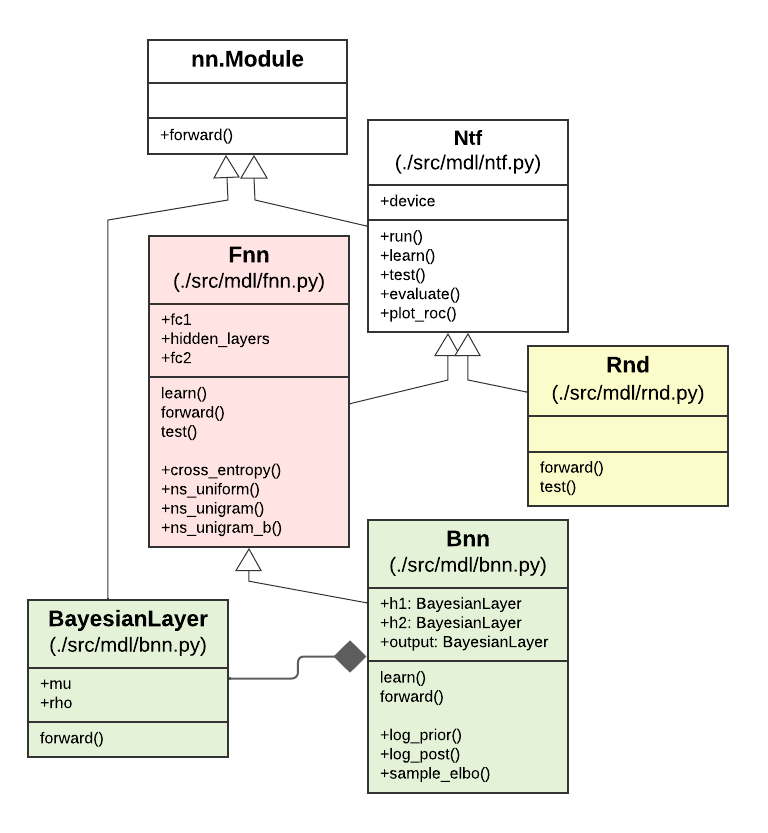 nn.Module
+forward()
Ntf
(./src/mdl/ntf.py)
+device
+run()
+learn()
+test()
+evaluate()
+plot_roc()
Fnn
(./src/mdl/fnn.py)
+fc1
+hidden_layers
+fc2
learn()
forward()
test()
+cross_entropy()
+ns_uniform()
+ns_unigram()
+ns_unigram_b()
Rnd
(./src/mdl/rnd.py)
forward()
test()
Bnn
(./src/mdl/bnn.py)
+h1: BayesianLayer
+h2: BayesianLayer
+output: BayesianLayer
learn()
forward()
+log_prior()
+log_post()
+sample_elbo()
BayesianLayer
(./src/mdl/bnn.py)
+mu
+rho
forward()